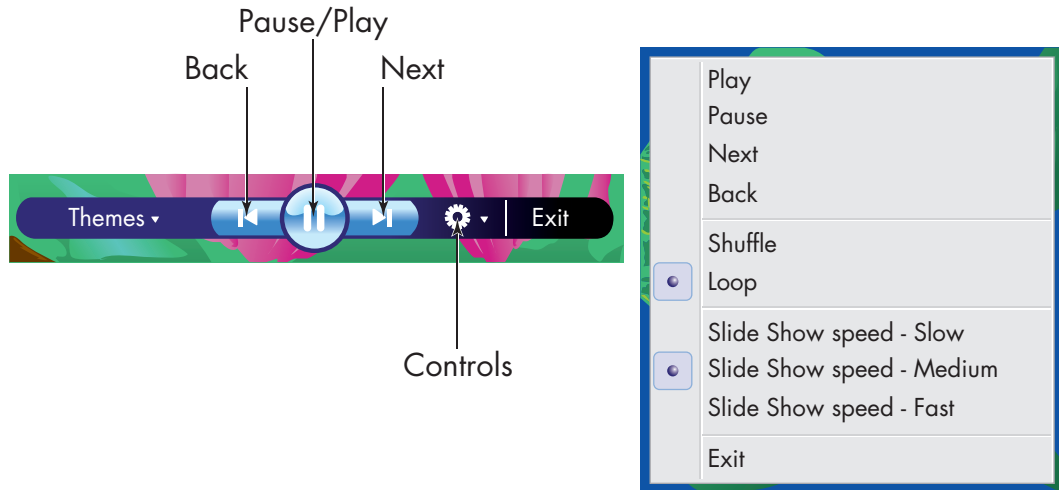 Pause/Play
Back
Next
Themes
Exit
Controls
Play
Pause
Next
Back
Shuffle
Loop
Slide Show speed - Slow
Slide Show speed - Medium
Slide Show speed - Fast
Exit